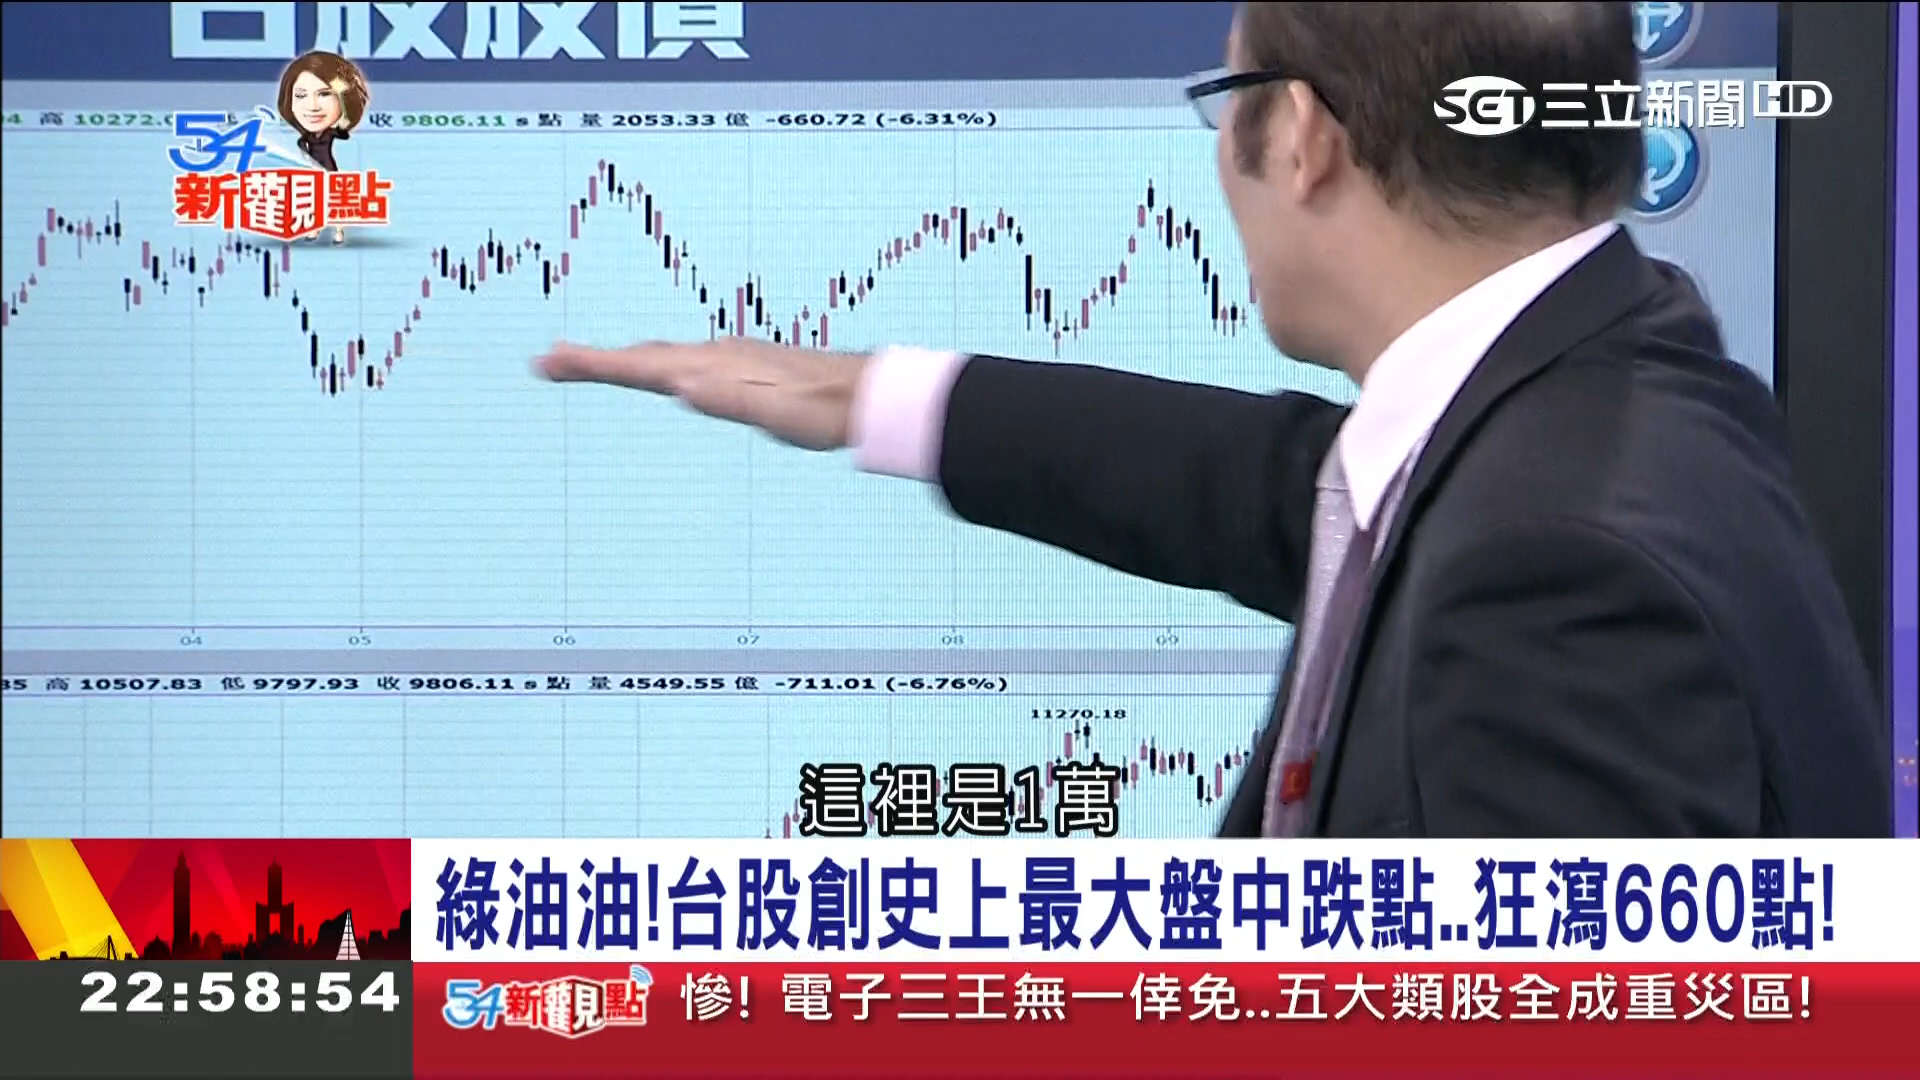 台股股價
SET三立新聞HD
54
新觀點
高 10272.0
收 9806.11 s 點 量 2053.33 億 -660.72 (-6.31%)
04 05 06 07 08 09
35 高 10507.83 低 9797.93 收 9806.11 s 點 量 4549.55 億 -711.01 (-6.76%)
11270.18
這裡是1萬
綠油油!台股創史上最大盤中跌點..狂瀉660點!
22:58:54
54新觀點 慘! 電子三王無一倖免..五大類股全成重災區!